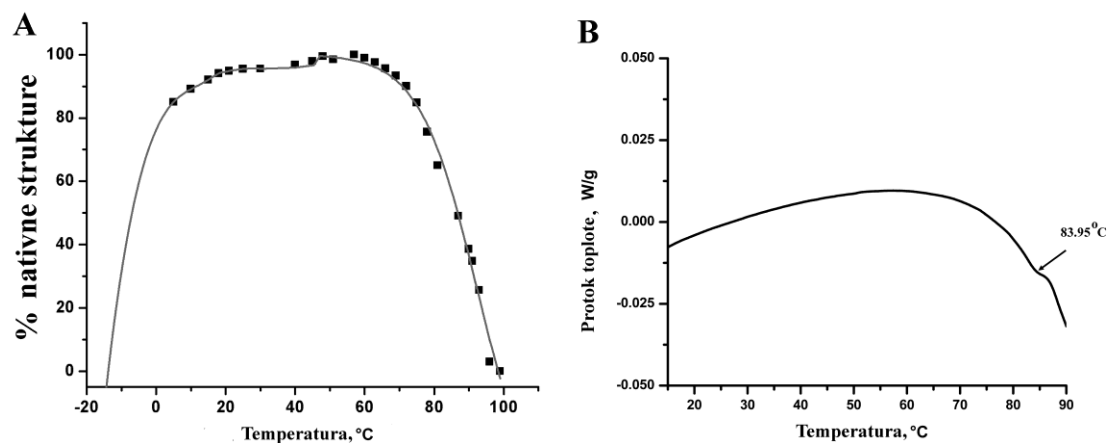 A
% nativne strukture
100
80
60
40
20
0
-20 0 20 40 60 80 100
Temperatura, °C
B
Protok toplote, W/g
0.050
0.025
0.000
-0.025
-0.050
83.95°C
20 30 40 50 60 70 80 90
Temperatura, °C